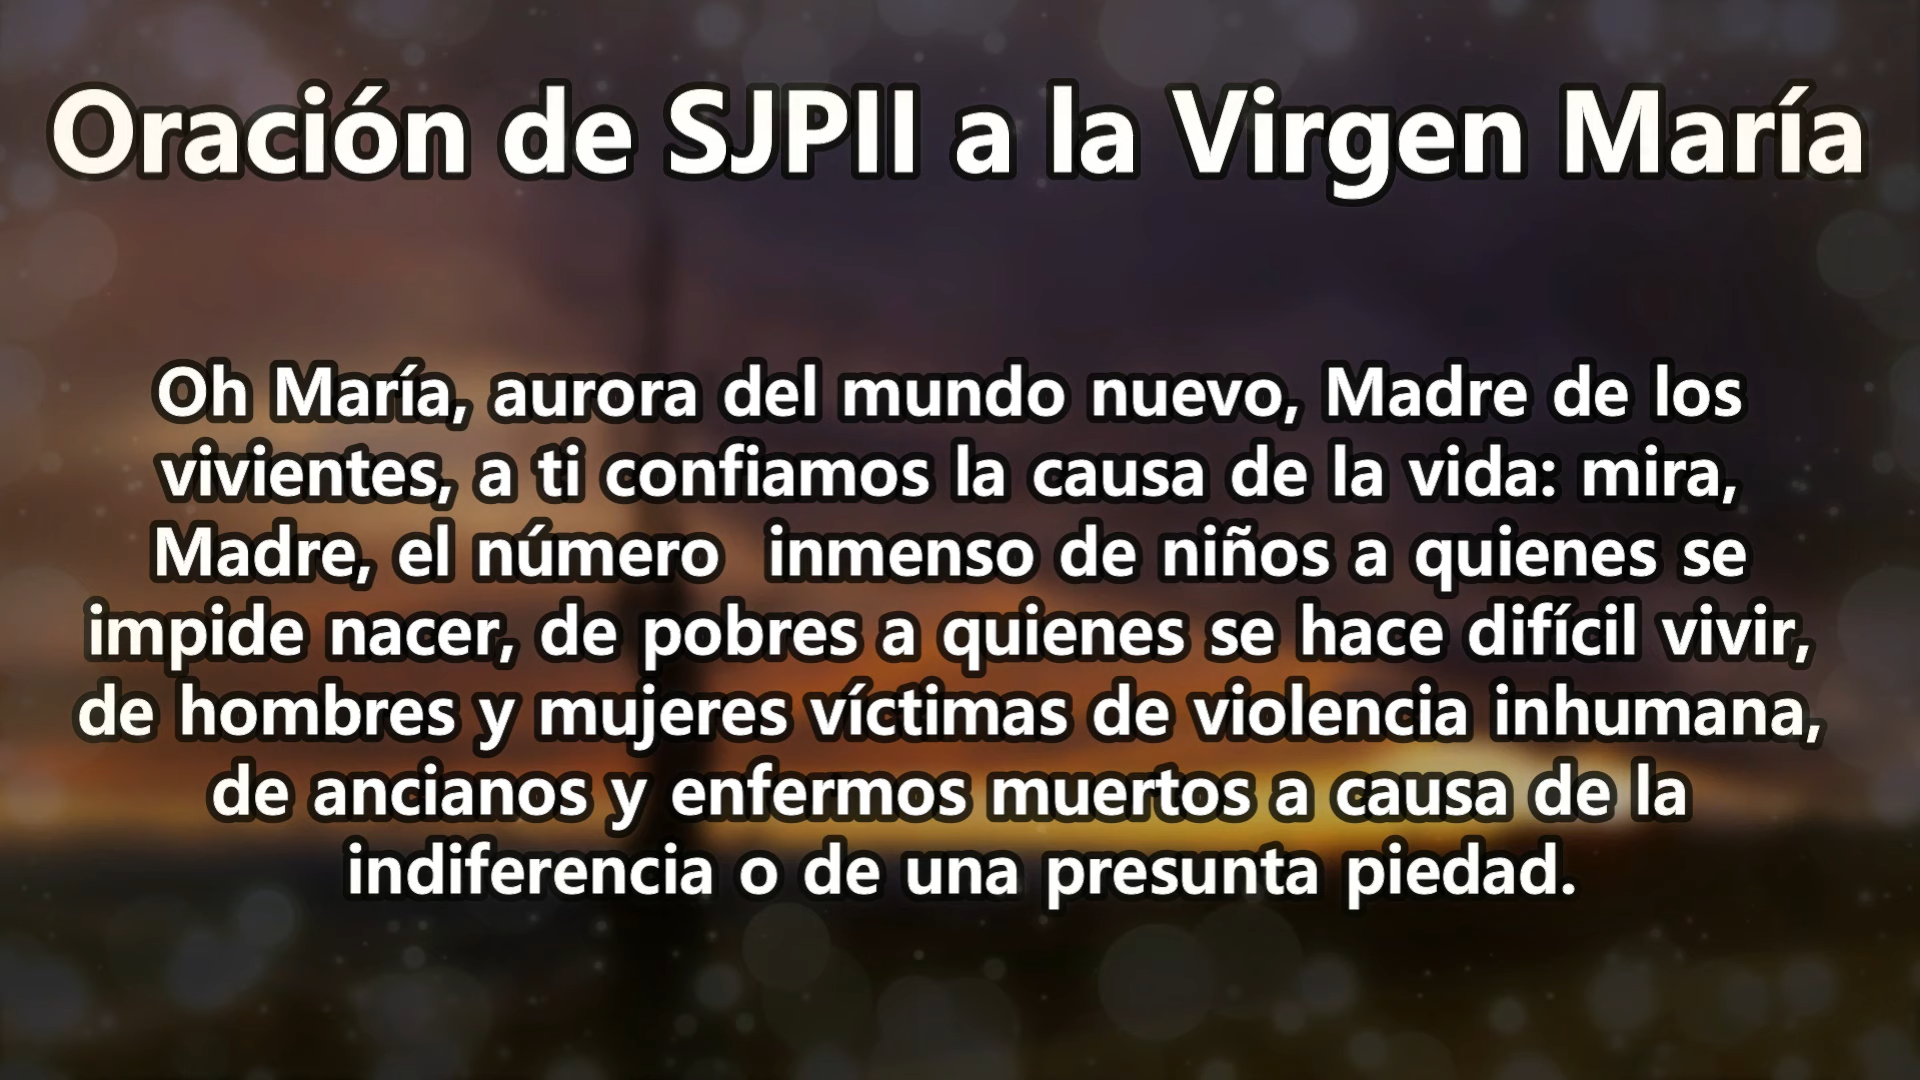 Oración de SJPII a la Virgen María
Oh María, aurora del mundo nuevo, Madre de los
vivientes, a ti confiamos la causa de la vida: mira,
Madre, el número  inmenso de niños a quienes se
impide nacer, de pobres a quienes se hace difícil vivir,
de hombres y mujeres víctimas de violencia inhumana,
de ancianos y enfermos muertos a causa de la
indiferencia o de una presunta piedad.